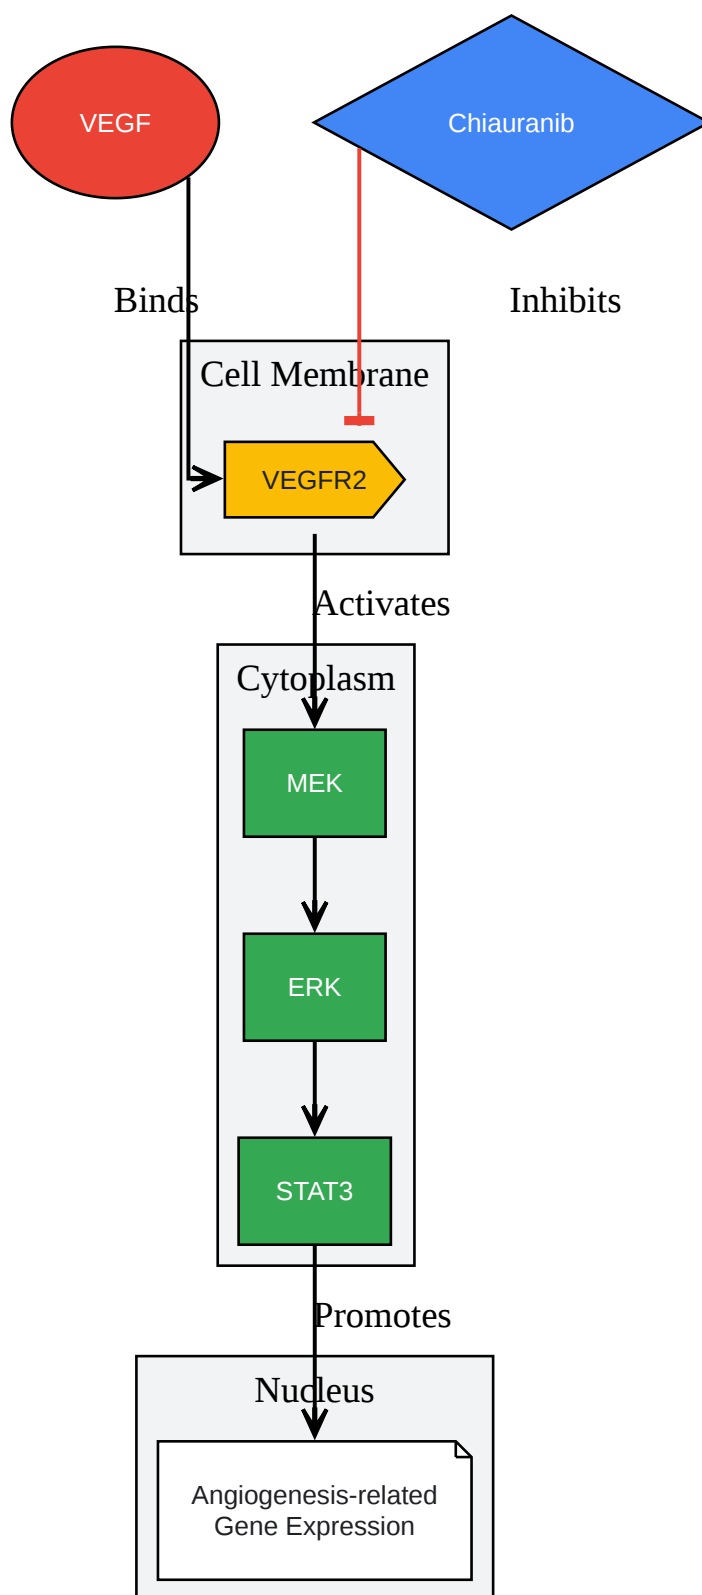 VEGF
Chiauranib
Binds
Inhibits
Cell Membrane
VEGFR2
Activates
Cytoplasm
MEK
ERK
STAT3
Promotes
Nucleus
Angiogenesis-related
Gene Expression